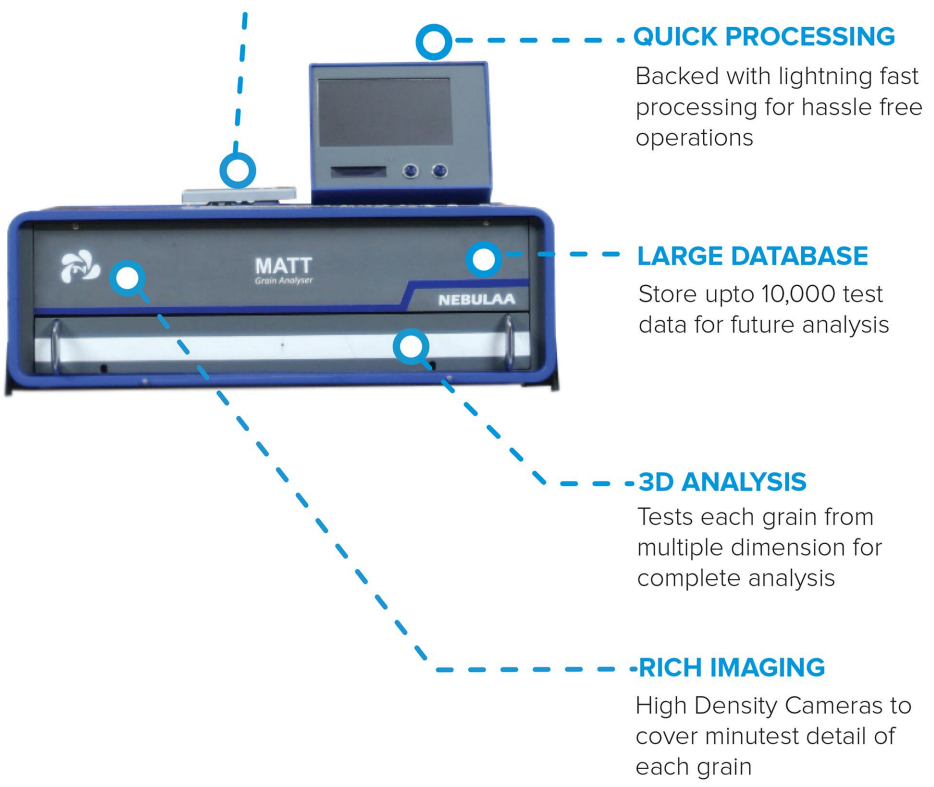 QUICK PROCESSING
Backed with lightning fast
processing for hassle free
operations
MATT
Grain Analyser
NEBULAA
LARGE DATABASE
Store upto 10,000 test
data for future analysis
3D ANALYSIS
Tests each grain from
multiple dimension for
complete analysis
RICH IMAGING
High Density Cameras to
cover minutest detail of
each grain